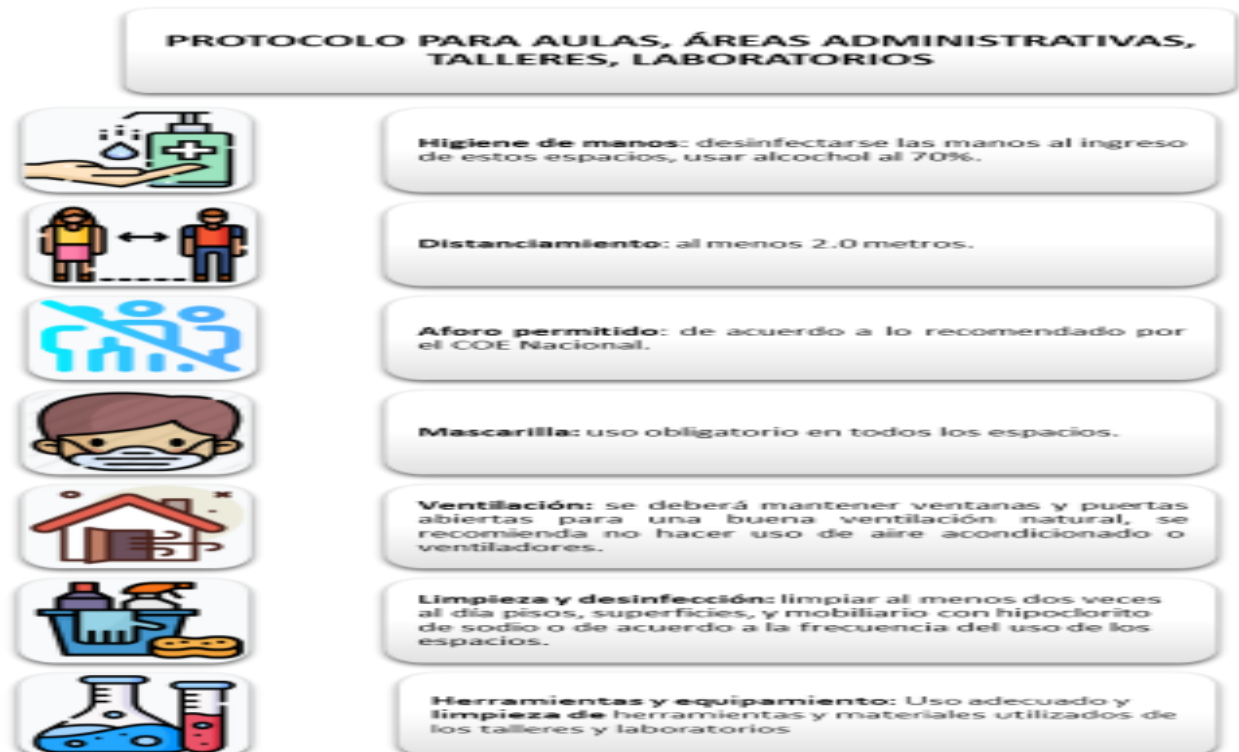 PROTOCOLO PARA AULAS, ÁREAS ADMINISTRATIVAS,
TALLERES, LABORATORIOS
Higiene de manos: desinfectarse las manos al ingreso
de estos espacios, usar alcochol al 70%.
Distanciamiento: al menos 2.0 metros.
Aforo permitido: de acuerdo a lo recomendado por
el COE Nacional.
Mascarilla: uso obligatorio en todos los espacios.
Ventilación: se deberá mantener ventanas y puertas
abiertas para una buena ventilación natural, se
recomienda no hacer uso de aire acondicionado o
ventiladores.
Limpieza y desinfección: limpiar al menos dos veces
al día pisos, superficies, y mobiliario con hipoclorito
de sodio o de acuerdo a la frecuencia del uso de los
espacios.
Herramientas y equipamiento: Uso adecuado y
limpieza de herramientas y materiales utilizados de
los talleres y laboratorios